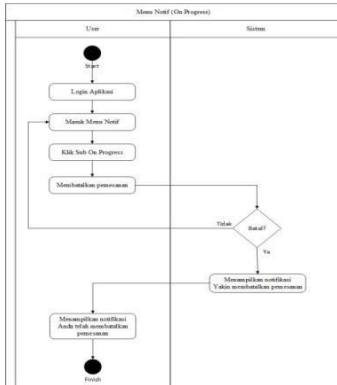 Menu Notif (On Progress)
User
Sistem
Start
Login Aplikasi
Masuk Menu Notif
Klik Sub On Progress
Membatalkan pemesanan
Tidak
Batal?
Ya
Menampilkan notifikasi
Yakin membatalkan pemesanan
Menampilkan notifikasi
Anda telah membatalkan
pemesanan
Finish